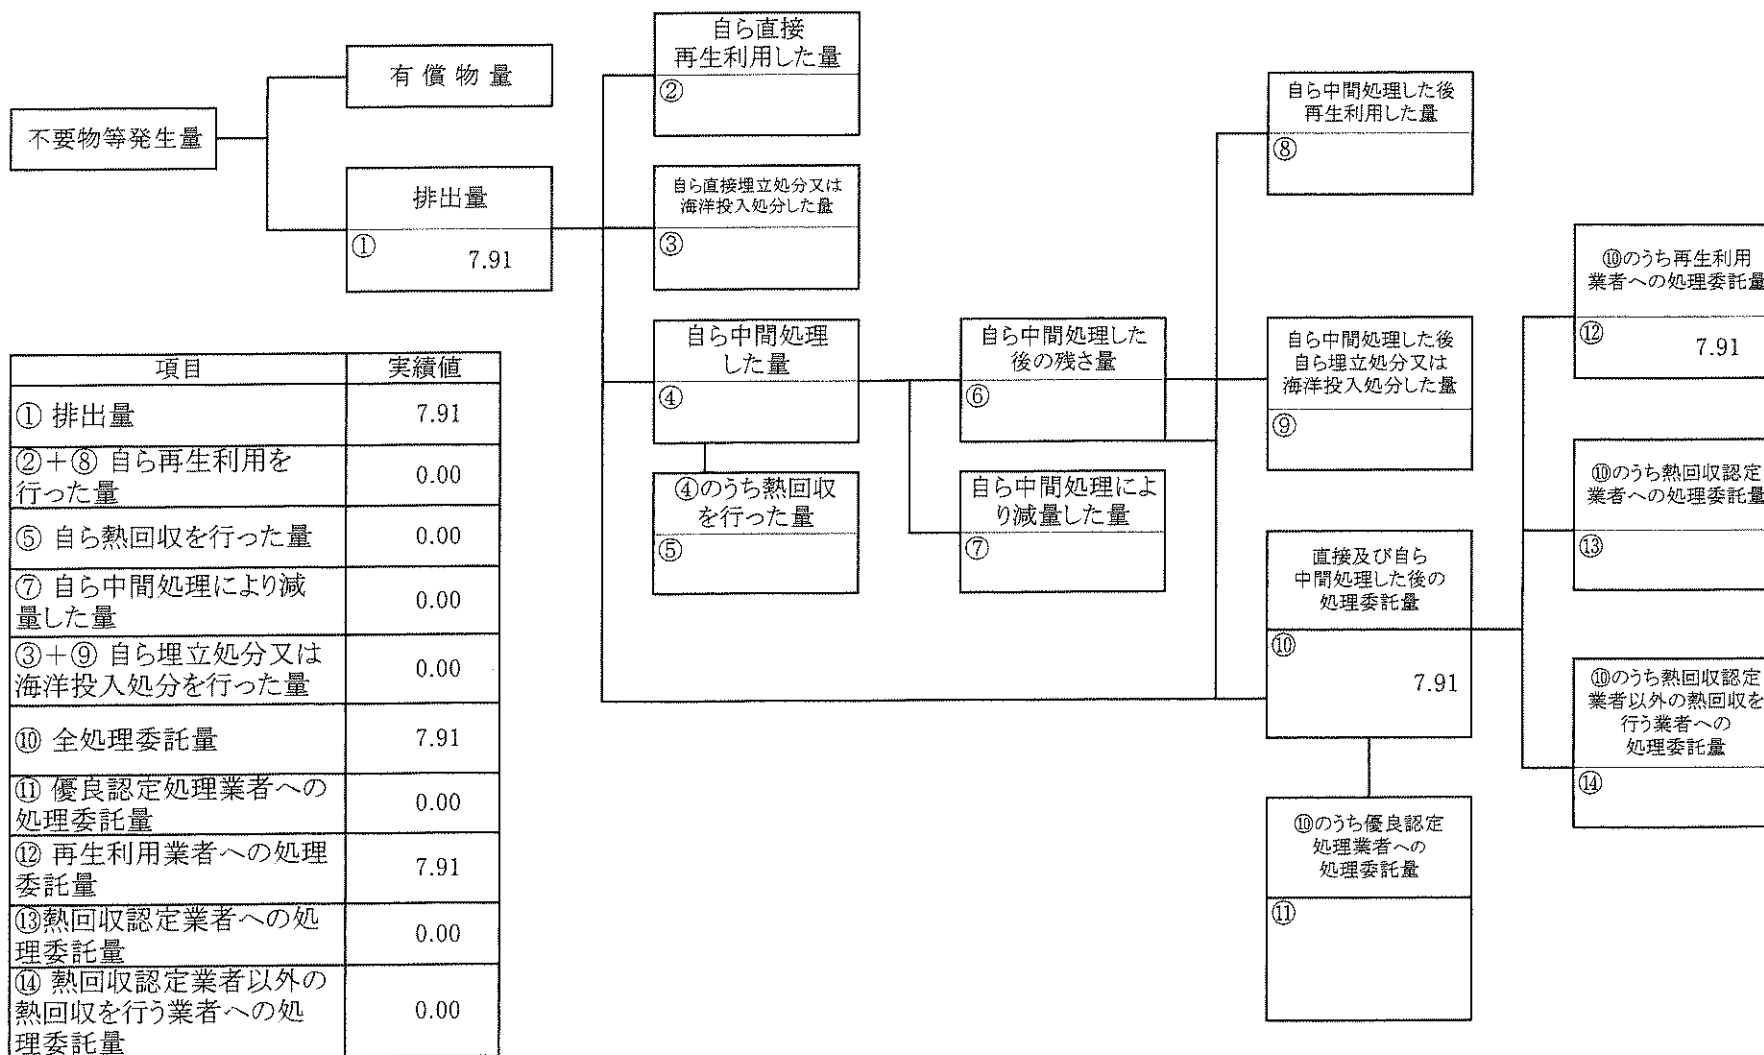 不要物等発生量
有償物量
排出量
①
7.91
自ら直接
再生利用した量
②
自ら直接埋立処分又は
海洋投入処分した量
③
自ら中間処理
した量
④
④のうち熱回収
を行った量
⑤
自ら中間処理した
後の残さ量
⑥
自ら中間処理によ
り減量した量
⑦
自ら中間処理した後
再生利用した量
⑧
自ら中間処理した後
自ら埋立処分又は
海洋投入処分した量
⑨
直接及び自ら
中間処理した後の
処理委託量
⑩
7.91
⑩のうち優良認定
処理業者への
処理委託量
⑪
⑩のうち再生利用
業者への処理委託量
⑫
7.91
⑩のうち熱回収認定
業者への処理委託量
⑬
⑩のうち熱回収認定
業者以外の熱回収を
行う業者への
処理委託量
⑭
項目 実績値
① 排出量 7.91
②+⑧ 自ら再生利用を
行った量 0.00
⑤ 自ら熱回収を行った量 0.00
⑦ 自ら中間処理により減
量した量 0.00
③+⑨ 自ら埋立処分又は
海洋投入処分を行った量 0.00
⑩ 全処理委託量 7.91
⑪ 優良認定処理業者への
処理委託量 0.00
⑫ 再生利用業者への処理
委託量 7.91
⑬熱回収認定業者への処
理委託量 0.00
⑭ 熱回収認定業者以外の
熱回収を行う業者への処
理委託量 0.00